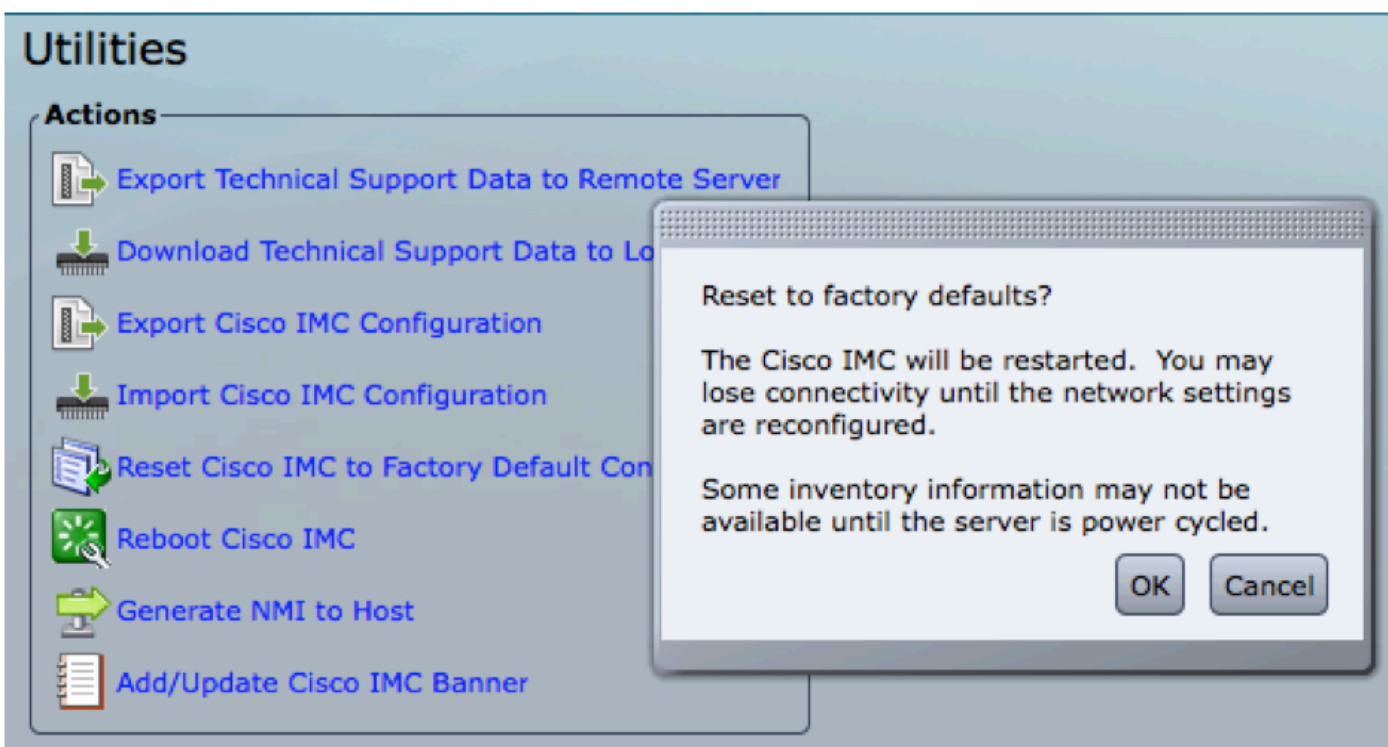 Utilities
Actions
Export Technical Support Data to Remote Server
Download Technical Support Data to Lo
Export Cisco IMC Configuration
Import Cisco IMC Configuration
Reset Cisco IMC to Factory Default Con
Reboot Cisco IMC
Generate NMI to Host
Add/Update Cisco IMC Banner
Reset to factory defaults?
The Cisco IMC will be restarted. You may
lose connectivity until the network settings
are reconfigured.
Some inventory information may not be
available until the server is power cycled.
OK Cancel